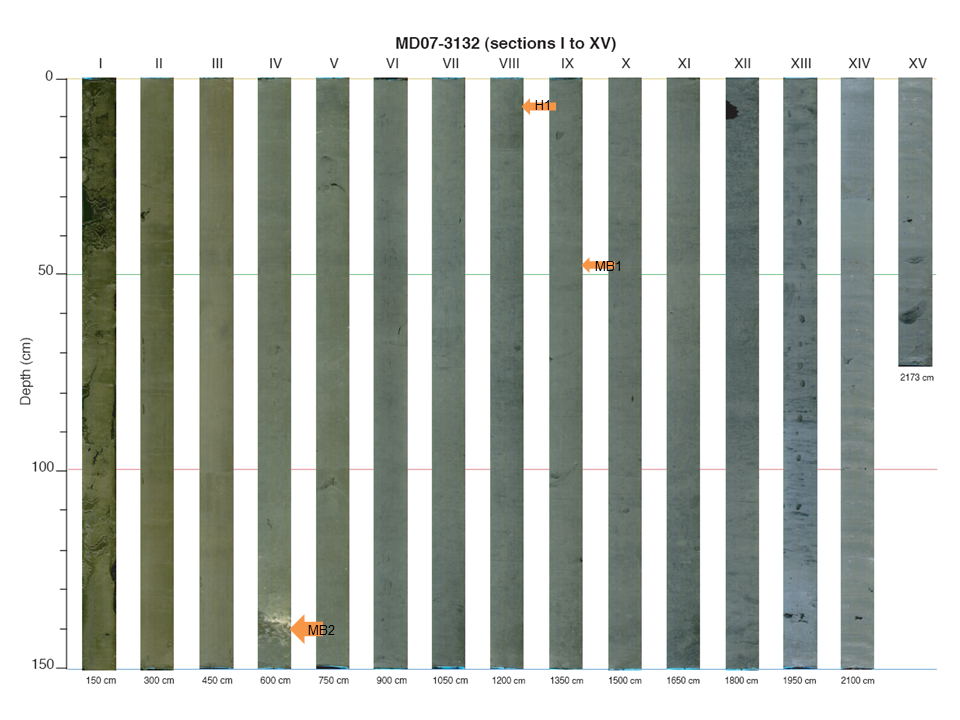 MD07-3132 (sections I to XV)
I II III IV V VI VII VIII IX X XI XII XIII XIV XV
0
H1
50
MB1
Depth (cm)
2173 cm
100
MB2
150
150 cm 300 cm 450 cm 600 cm 750 cm 900 cm 1050 cm 1200 cm 1350 cm 1500 cm 1650 cm 1800 cm 1950 cm 2100 cm